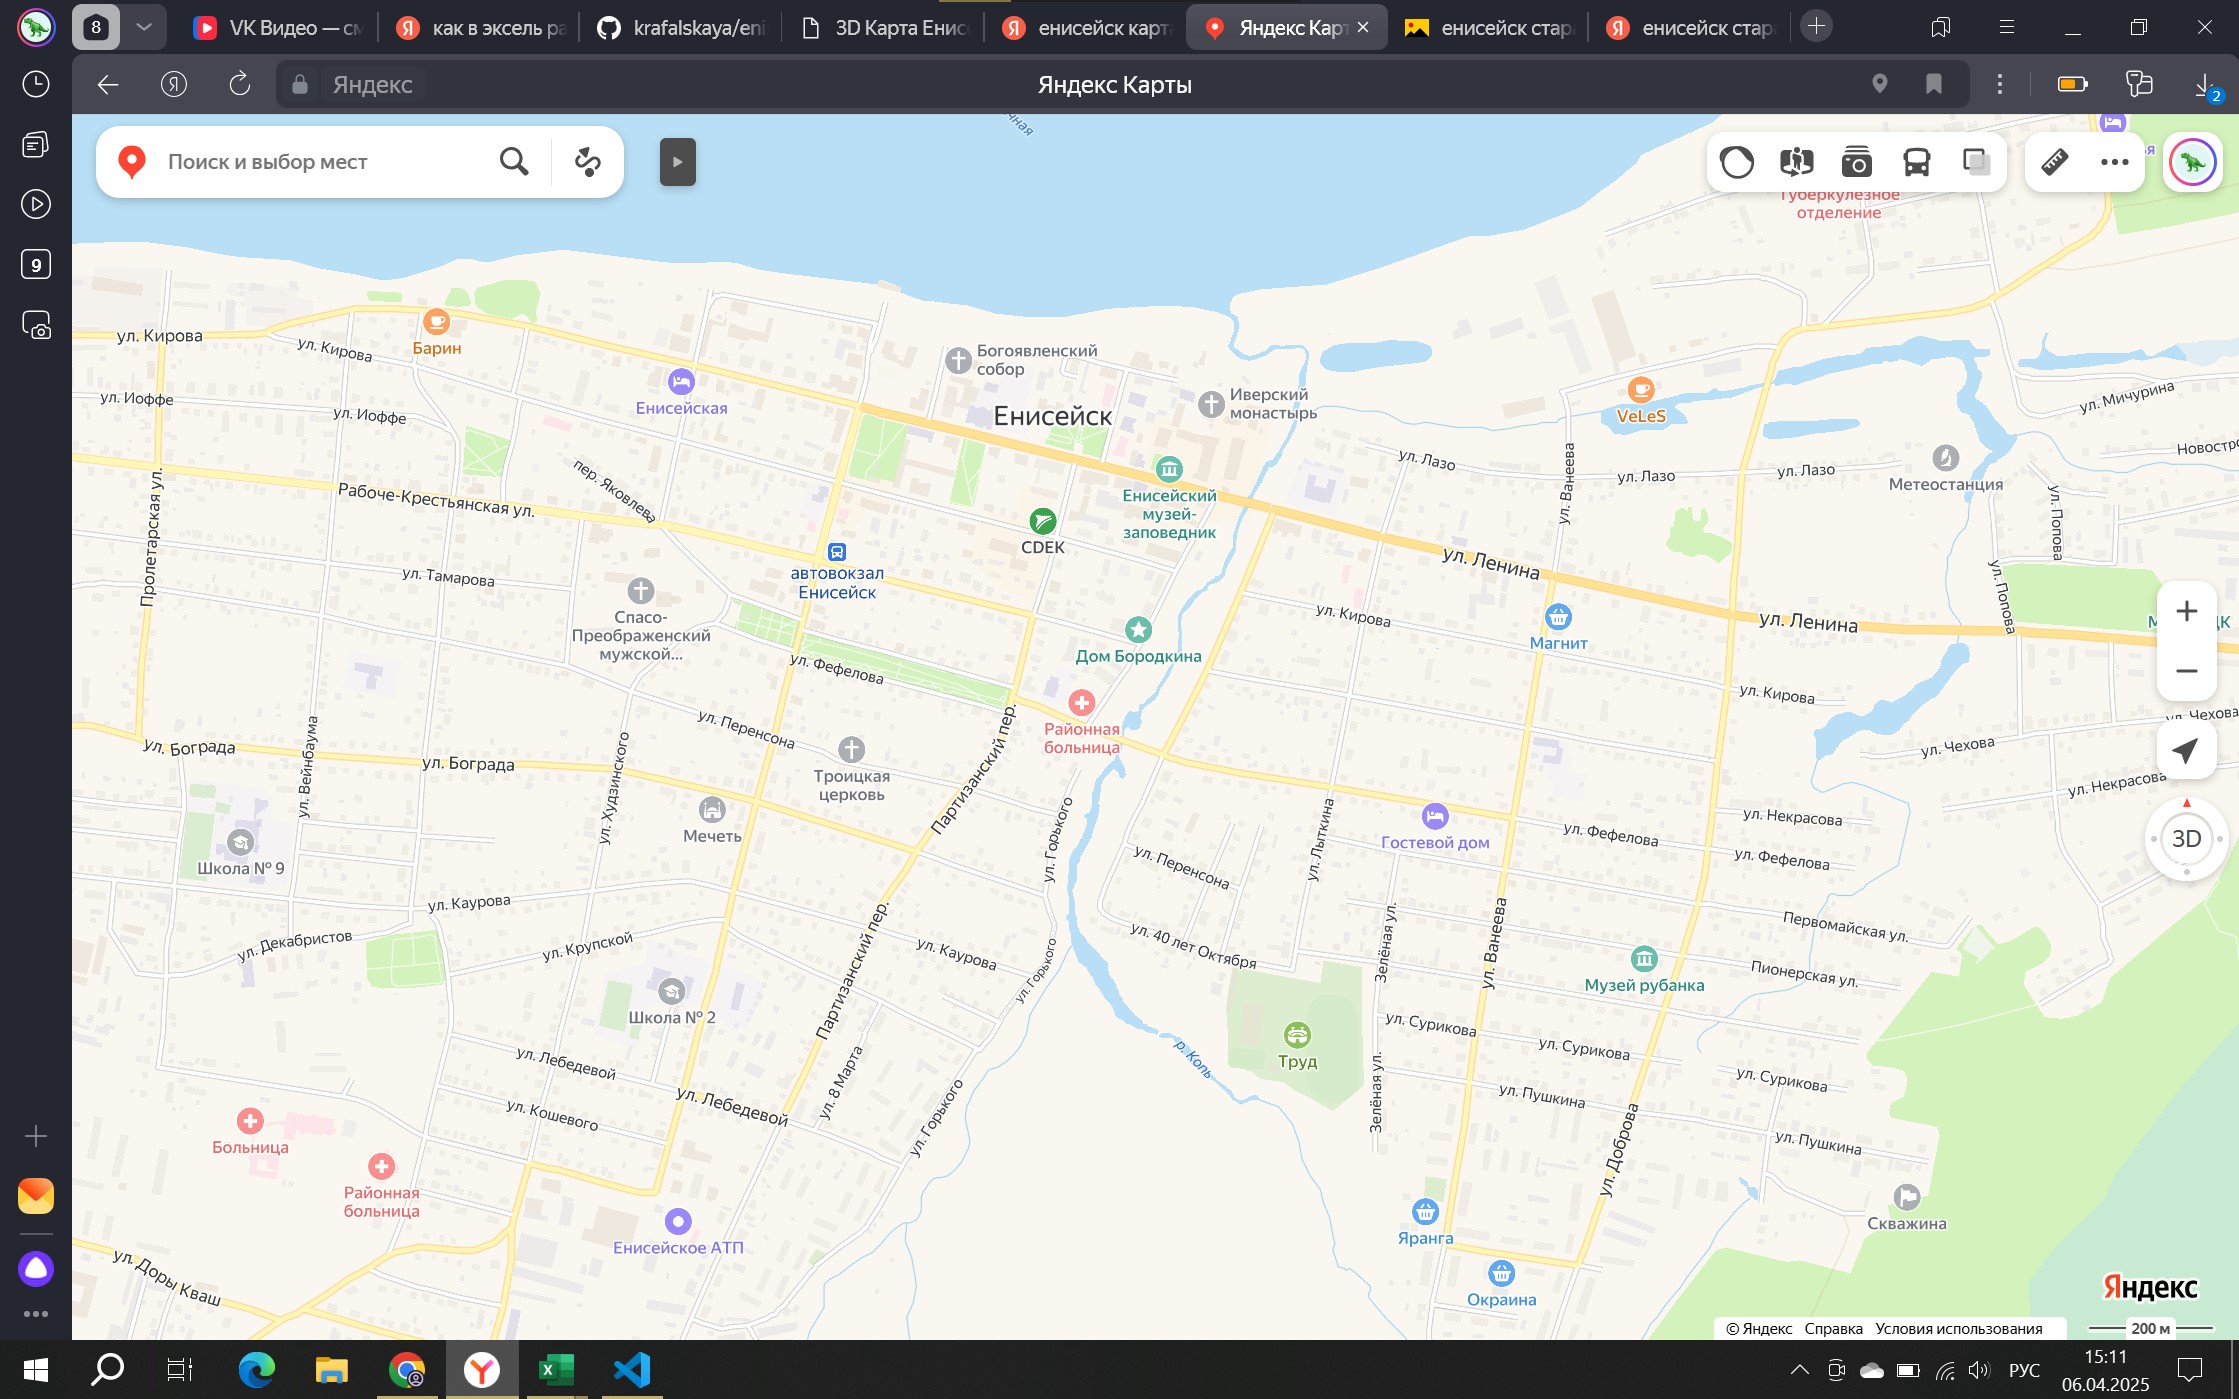 8
VK Видео — см
как в эксель ра
krafalskaya/eni
3D Карта Енис
енисейск карта
Яндекс Карт
енисейск стар
енисейск стар
Яндекс
Яндекс Карты
2
9
Поиск и выбор мест
Туберкулезное
отделение
ул. Кирова
Барин
ул. Кирова
Богоявленский
собор
Иверский
монастырь
ул. Иоффе
ул. Иоффе
Енисейская
Енисейск
VeLeS
ул. Мичурина
Новостро
ул. Лазо
ул. Лазо
ул. Лазо
Метеостанция
пер. Яковлева
Рабоче-Крестьянская ул.
Пролетарская ул.
Енисейский
музей-
заповедник
CDEK
ул. Ванеева
ул. Попова
ул. Попова
ул. Ленина
ул. Ленина
автовокзал
Енисейск
ул. Тамарова
Спасо-
Преображенский
мужской...
ул. Кирова
Магнит
Дом Бородкина
ул. Фефелова
ул. Кирова
ул. Чехова
ул. Чехова
Районная
больница
ул. Перенсона
Партизанский пер.
ул. Бограда
ул. Бограда
ул. Вейнбаума
ул. Худзинского
Троицкая
церковь
Мечеть
ул. Некрасова
ул. Некрасова
3D
Школа № 9
ул. Горького
ул. Перенсона
ул. Лыткина
Гостевой дом
ул. Фефелова
ул. Фефелова
ул. Каурова
ул. Декабристов
ул. Крупской
Партизанский пер.
ул. Каурова
ул. Горького
ул. 40 лет Октября
Зелёная ул.
ул. Ванеева
Первомайская ул.
Пионерская ул.
Музей рубанка
Школа № 2
ул. Сурикова
ул. Сурикова
ул. Сурикова
Труд
р. Коль
ул. Лебедевой
ул. Лебедевой
ул. 8 Марта
ул. Горького
Зелёная ул.
ул. Пушкина
ул. Пушкина
ул. Кошевого
Больница
Районная
больница
ул. Доброва
Скважина
Яранга
Енисейское АТП
ул. Доры Кваш
Окраина
Яндекс
© Яндекс Справка Условия использования
200 м
РУС
15:11
06.04.2025